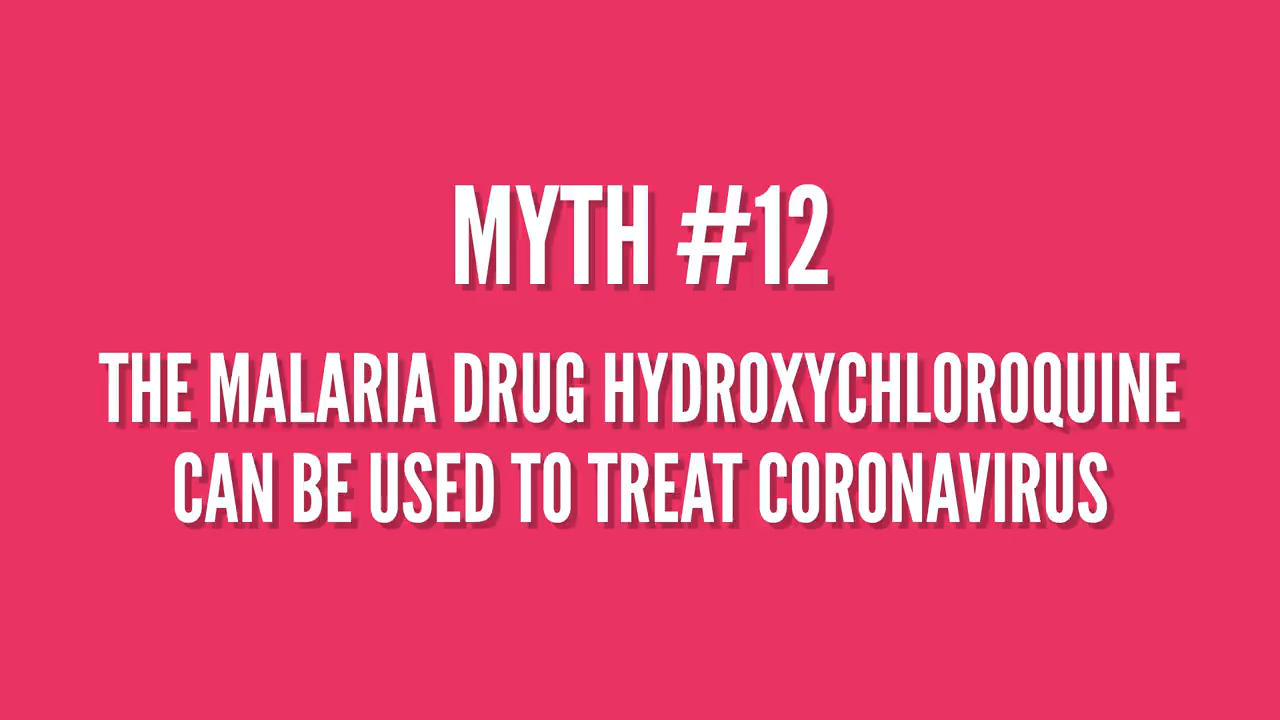 MYTH #12
THE MALARIA DRUG HYDROXYCHLOROQUINE
CAN BE USED TO TREAT CORONAVIRUS